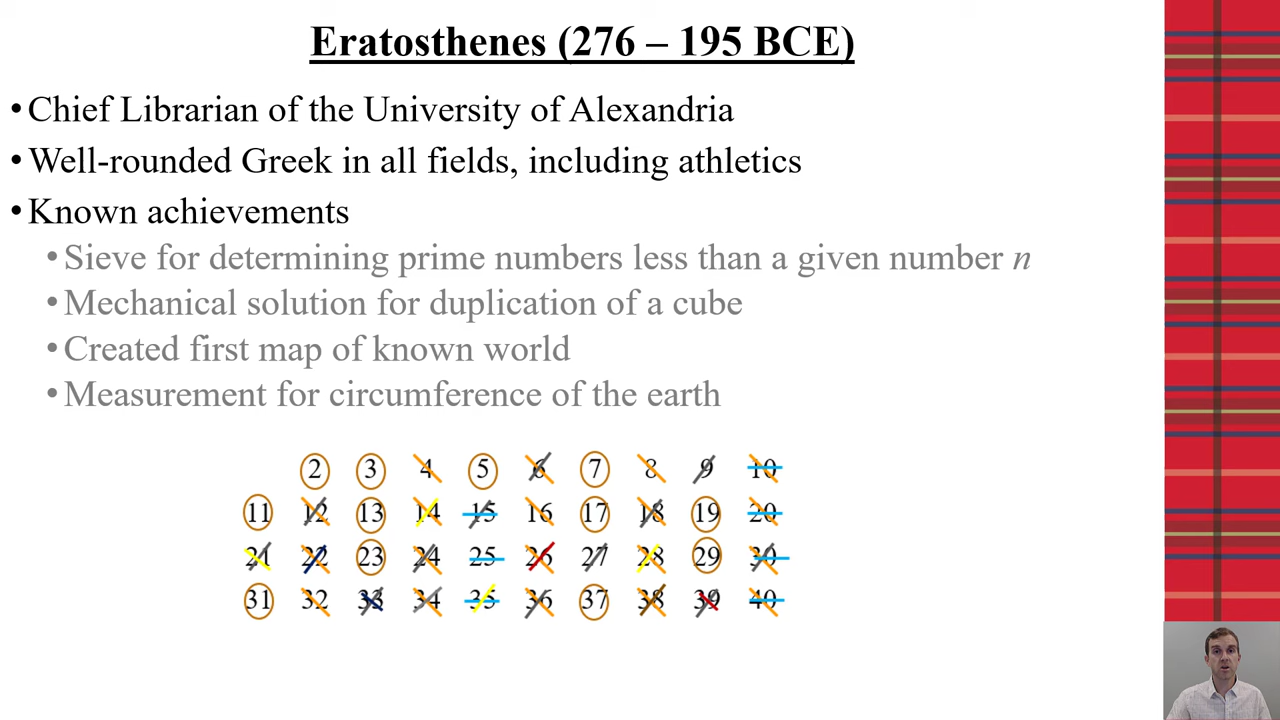 Eratosthenes (276 – 195 BCE)
•Chief Librarian of the University of Alexandria
•Well-rounded Greek in all fields, including athletics
•Known achievements
•Sieve for determining prime numbers less than a given number n
•Mechanical solution for duplication of a cube
•Created first map of known world
•Measurement for circumference of the earth
2 3 4 5 6 7 8 9 10
11 12 13 14 15 16 17 18 19 20
21 22 23 24 25 26 27 28 29 30
31 32 33 34 35 36 37 38 39 40